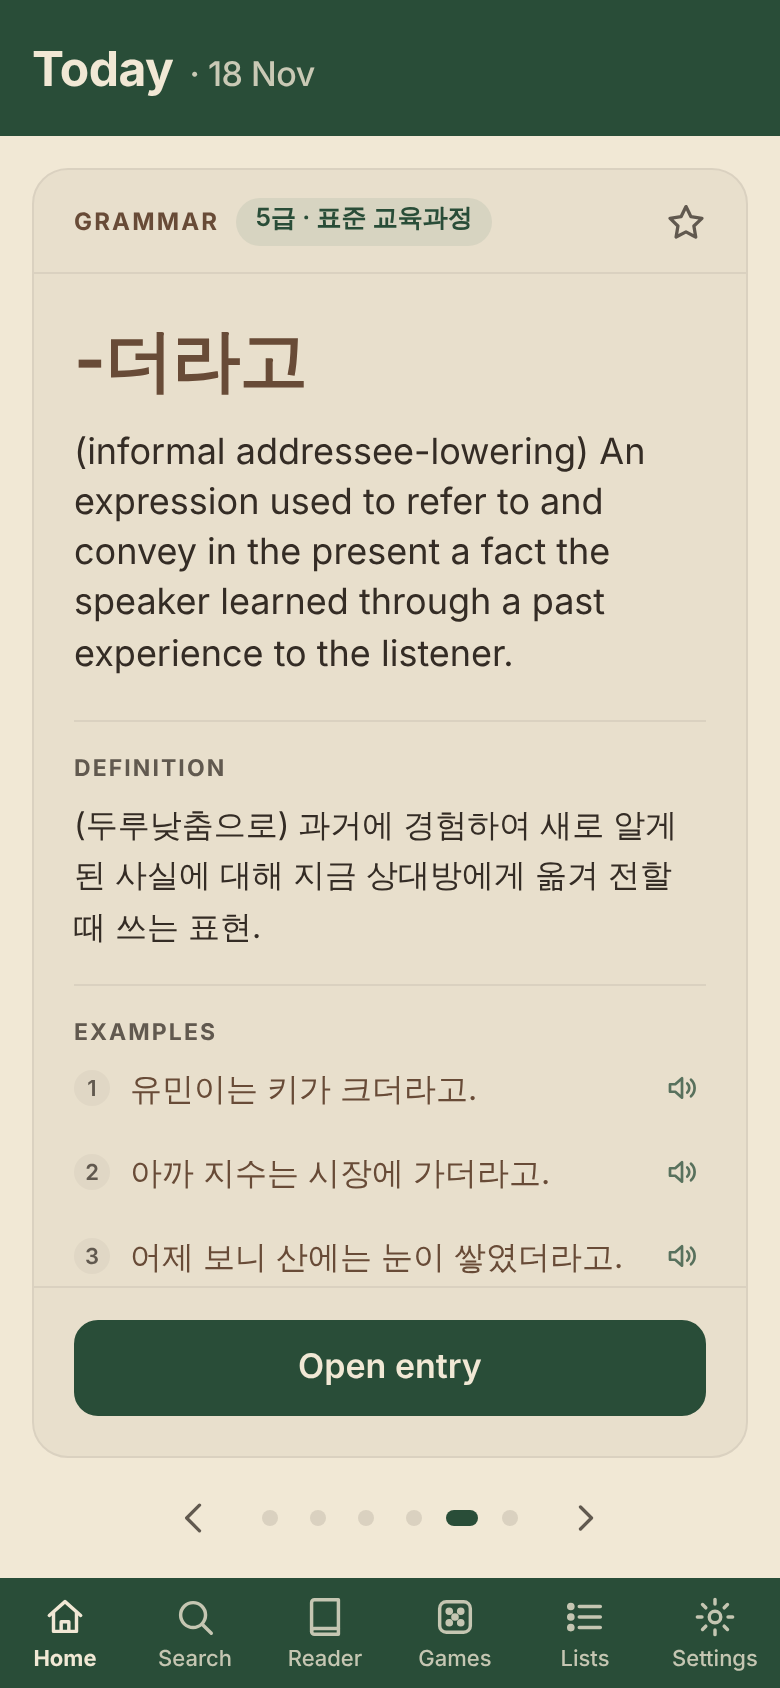 Today · 18 Nov
GRAMMAR 5급 · 표준 교육과정
-더라고
(informal addressee-lowering) An
expression used to refer to and
convey in the present a fact the
speaker learned through a past
experience to the listener.
DEFINITION
(두루낮춤으로) 과거에 경험하여 새로 알게
된 사실에 대해 지금 상대방에게 옮겨 전할
때 쓰는 표현.
EXAMPLES
1 유민이는 키가 크더라고.
2 아까 지수는 시장에 가더라고.
3 어제 보니 산에는 눈이 쌓였더라고.
Open entry
Home Search Reader Games Lists Settings